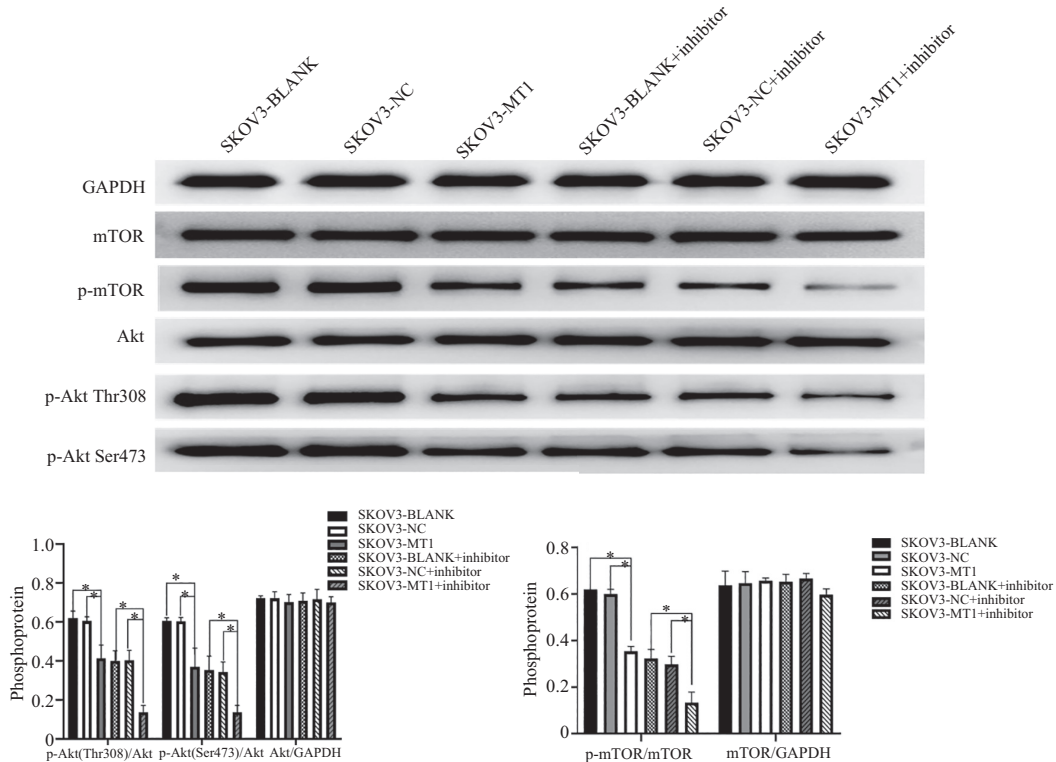 SKOV3-BLANK
SKOV3-NC
SKOV3-MT1
SKOV3-BLANK+inhibitor
SKOV3-NC+inhibitor
SKOV3-MT1+inhibitor
GAPDH
mTOR
p-mTOR
Akt
p-Akt Thr308
p-Akt Ser473
Phosphoprotein
1.0
0.8
0.6
0.4
0.2
0
* * * *
* * * *
p-Akt(Thr308)/Akt
p-Akt(Ser473)/Akt
Akt/GAPDH
SKOV3-BLANK
SKOV3-NC
SKOV3-MT1
SKOV3-BLANK+inhibitor
SKOV3-NC+inhibitor
SKOV3-MT1+inhibitor
Phosphoprotein
0.8
0.6
0.4
0.2
0
* * * *
p-mTOR/mTOR
mTOR/GAPDH
SKOV3-BLANK
SKOV3-NC
SKOV3-MT1
SKOV3-BLANK+inhibitor
SKOV3-NC+inhibitor
SKOV3-MT1+inhibitor